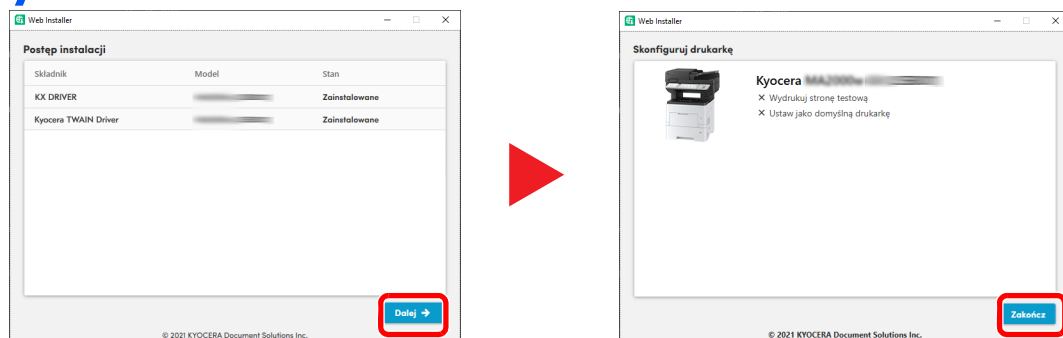 Web Installer
Postęp instalacji
Składnik Model Stan
KX DRIVER Zainstalowane
Kyocera TWAIN Driver Zainstalowane
Dalej →
© 2021 KYOCERA Document Solutions Inc.
Web Installer
Skonfiguruj drukarkę
Kyocera
✕ Wydrukuj stronę testową
✕ Ustaw jako domyślną drukarkę
Zakończ
© 2021 KYOCERA Document Solutions Inc.